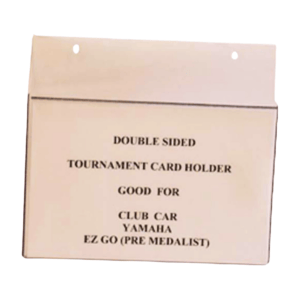 DOUBLE SIDED
TOURNAMENT CARD HOLDER
GOOD FOR
CLUB CAR
YAMAHA
EZ GO (PRE MEDALIST)